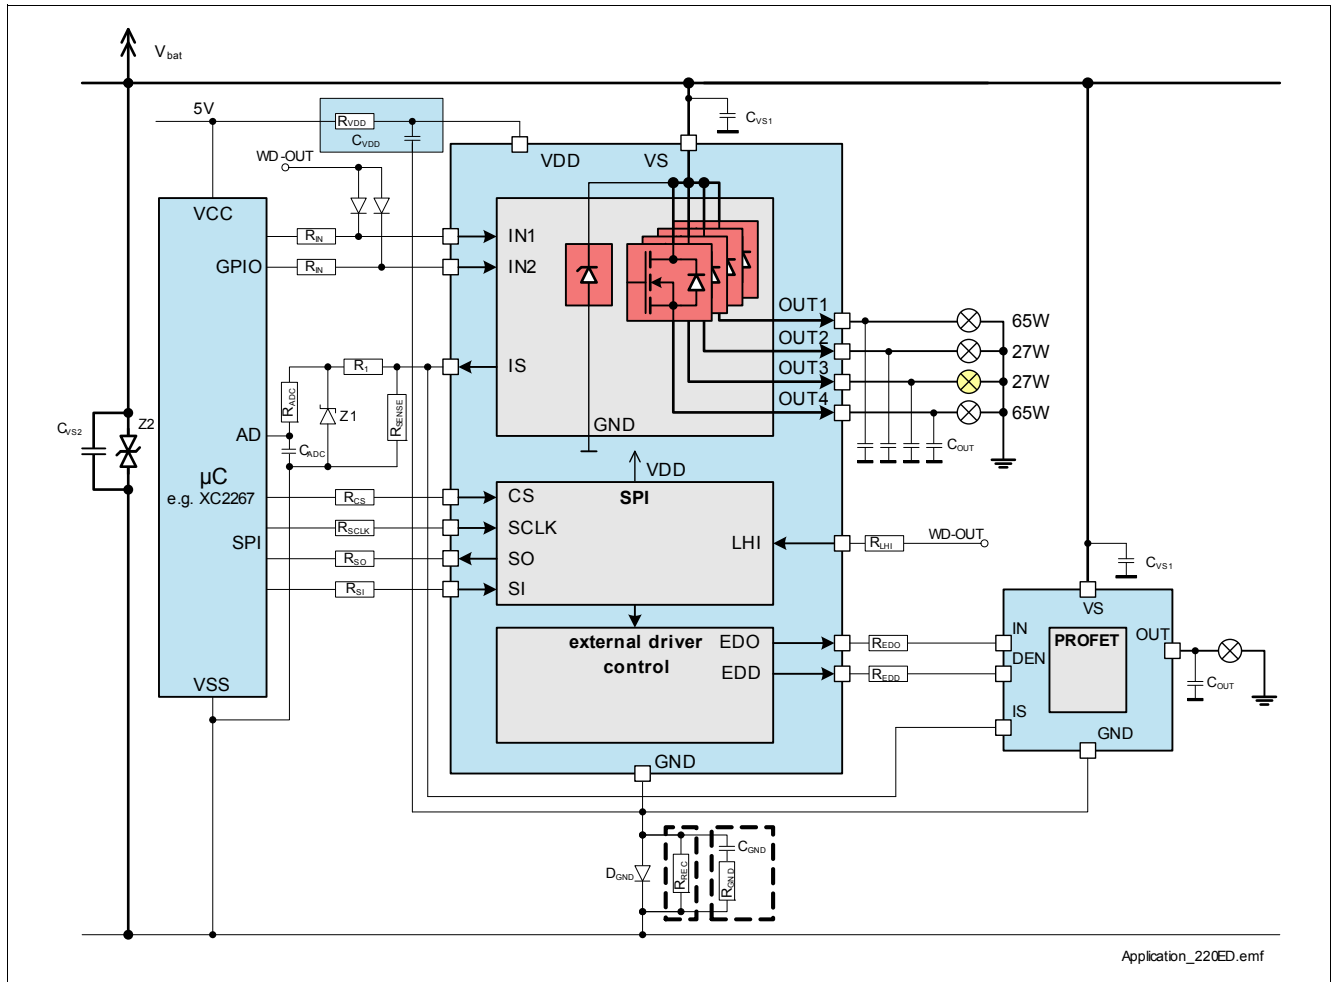 Vbat
5V
RVDD
CVDD
CVS1
WD-OUT
VDD
VS
VCC
RIN
IN1
GPIO
RIN
IN2
OUT1
65W
OUT2
27W
OUT3
27W
OUT4
65W
R1
IS
RADC
Z1
RSENSE
GND
COUT
CVS2
Z2
AD
CADC
µC
e.g. XC2267
VDD
SPI
RCS
CS
RSCLK
SCLK
SPI
RSO
SO
LHI
RLHI
WD-OUT
RSI
SI
CVS1
VS
external driver
control
EDO
REDO
IN
PROFET
OUT
EDD
REDD
DEN
COUT
VSS
IS
GND
GND
DGND
RREC
CGND
RGND
Application_220ED.emf